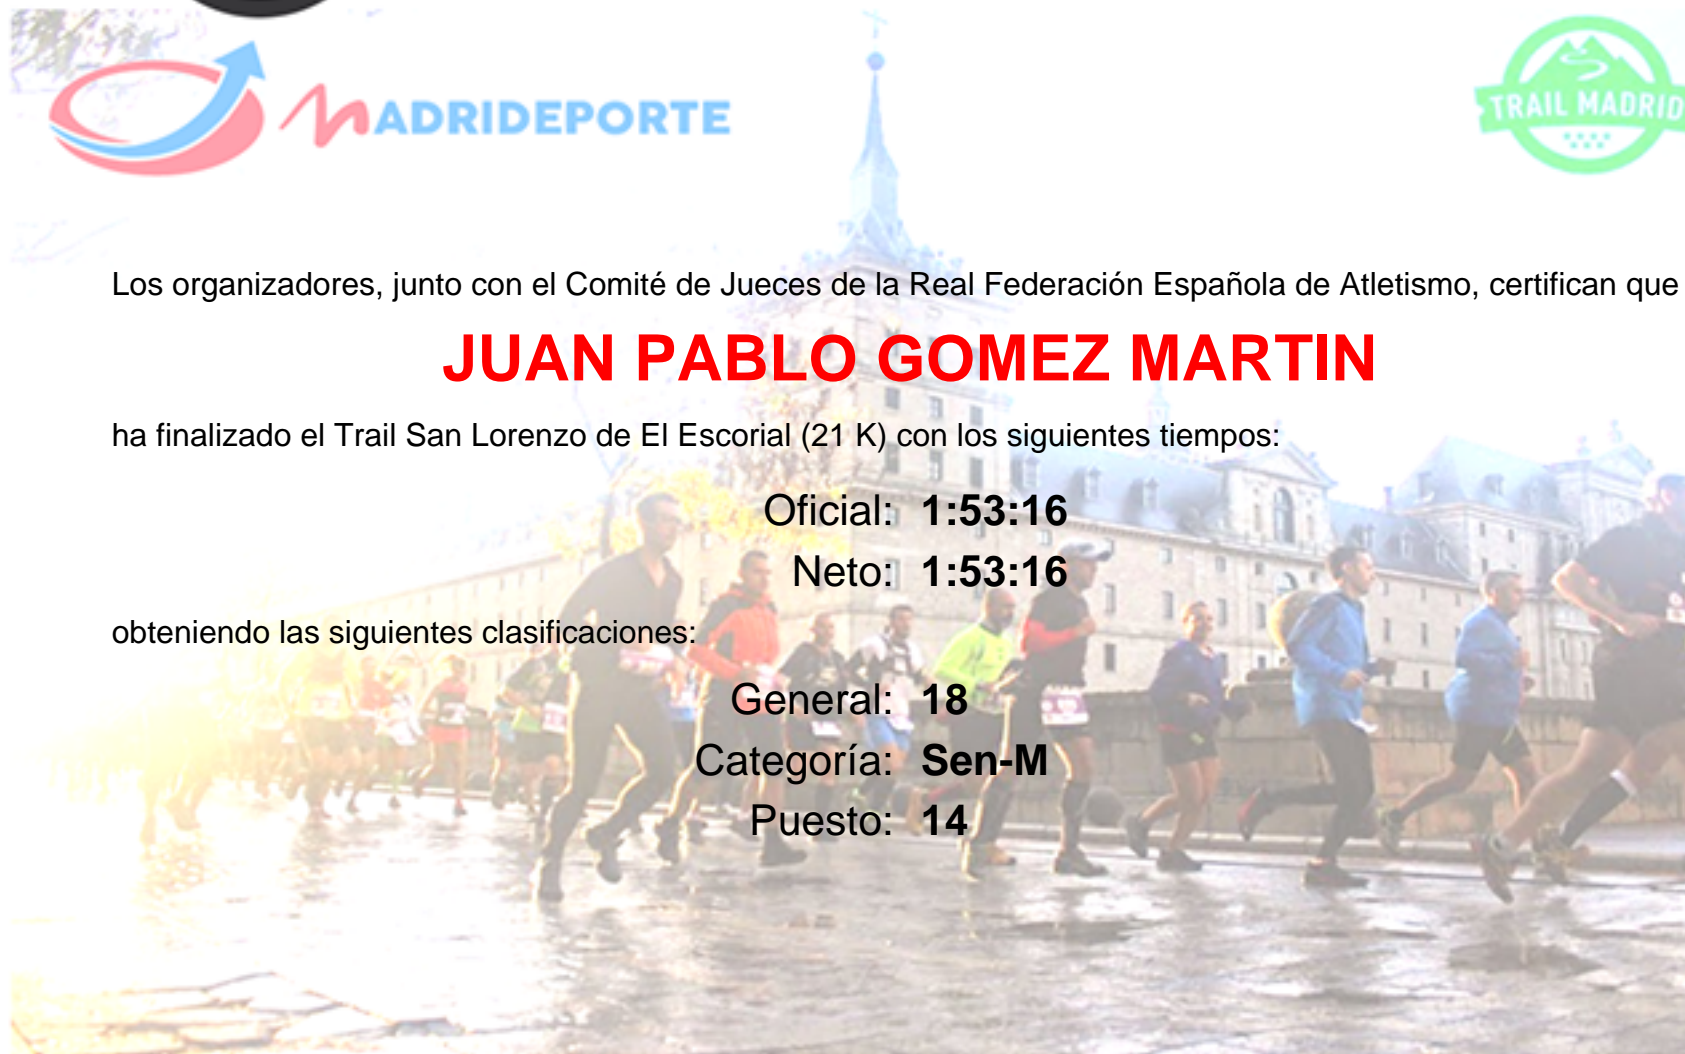 MADRIDEPORTE
TRAIL MADRID
Los organizadores, junto con el Comité de Jueces de la Real Federación Española de Atletismo, certifican que
JUAN PABLO GOMEZ MARTIN
ha finalizado el Trail San Lorenzo de El Escorial (21 K) con los siguientes tiempos:
Oficial: 1:53:16
Neto: 1:53:16
obteniendo las siguientes clasificaciones:
General: 18
Categoría: Sen-M
Puesto: 14